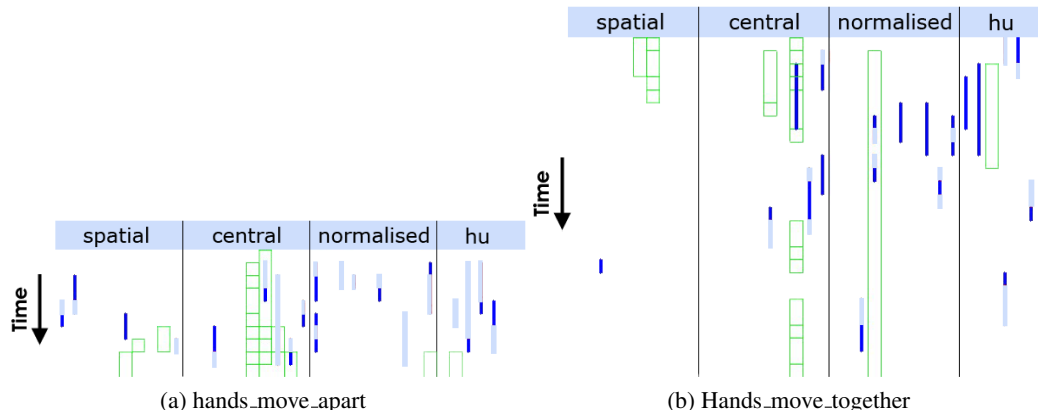 spatial central normalised hu
Time
(a) hands_move_apart
spatial central normalised hu
Time
(b) Hands_move_together